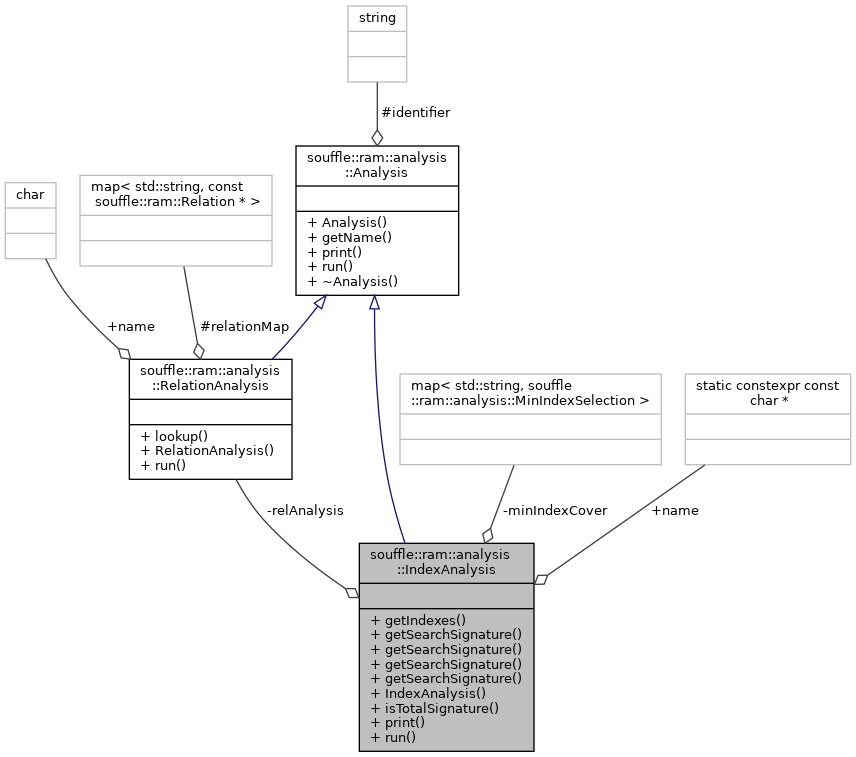 string
#identifier
souffle::ram::analysis
::Analysis
+ Analysis()
+ getName()
+ print()
+ run()
+ ~Analysis()
char
map< std::string, const
souffle::ram::Relation * >
+name
#relationMap
souffle::ram::analysis
::RelationAnalysis
+ lookup()
+ RelationAnalysis()
+ run()
map< std::string, souffle
::ram::analysis::MinIndexSelection >
static constexpr const
char *
-relAnalysis
-minIndexCover
+name
souffle::ram::analysis
::IndexAnalysis
+ getIndexes()
+ getSearchSignature()
+ getSearchSignature()
+ getSearchSignature()
+ getSearchSignature()
+ IndexAnalysis()
+ isTotalSignature()
+ print()
+ run()